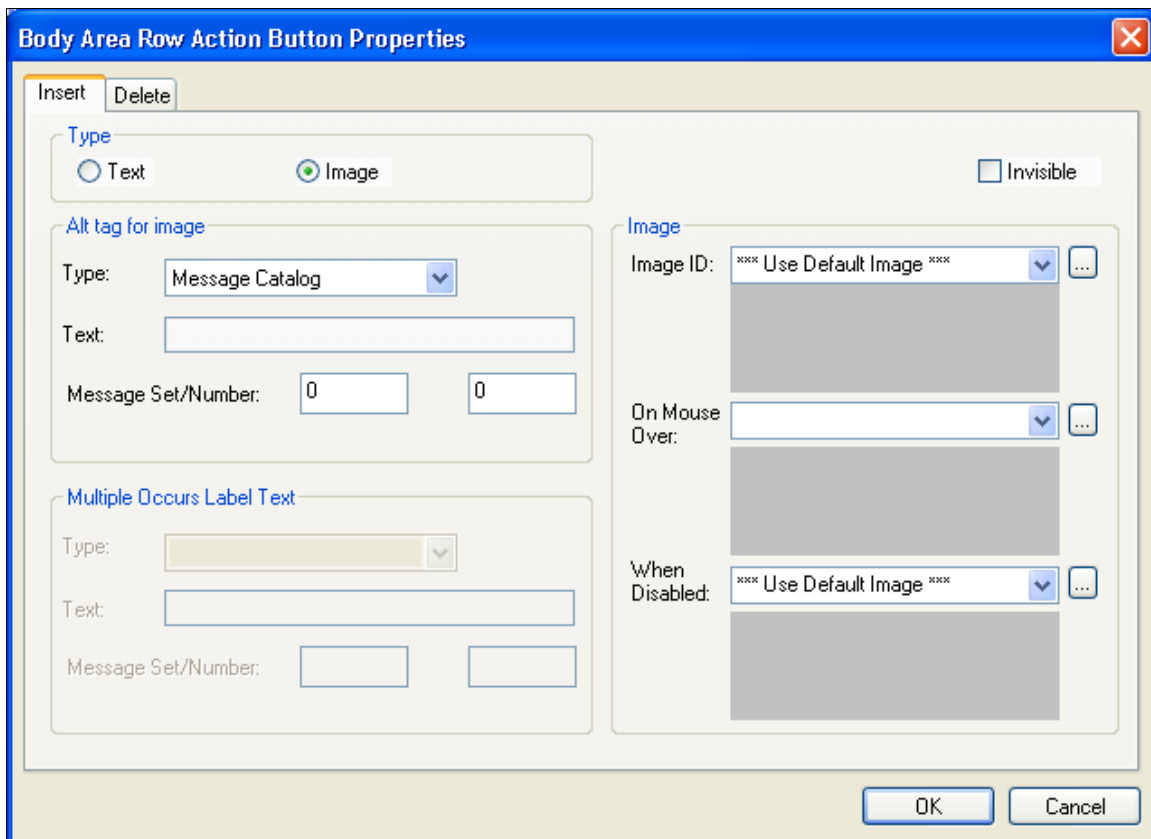 Body Area Row Action Button Properties
Insert
Delete
Type
Text
Image
Invisible
Alt tag for image
Type:
Message Catalog
Text:
Message Set/Number:
0
0
Multiple Occurs Label Text
Type:
Text:
Message Set/Number:
Image
Image ID:
*** Use Default Image ***
...
On Mouse
Over:
...
When
Disabled:
*** Use Default Image ***
...
OK
Cancel